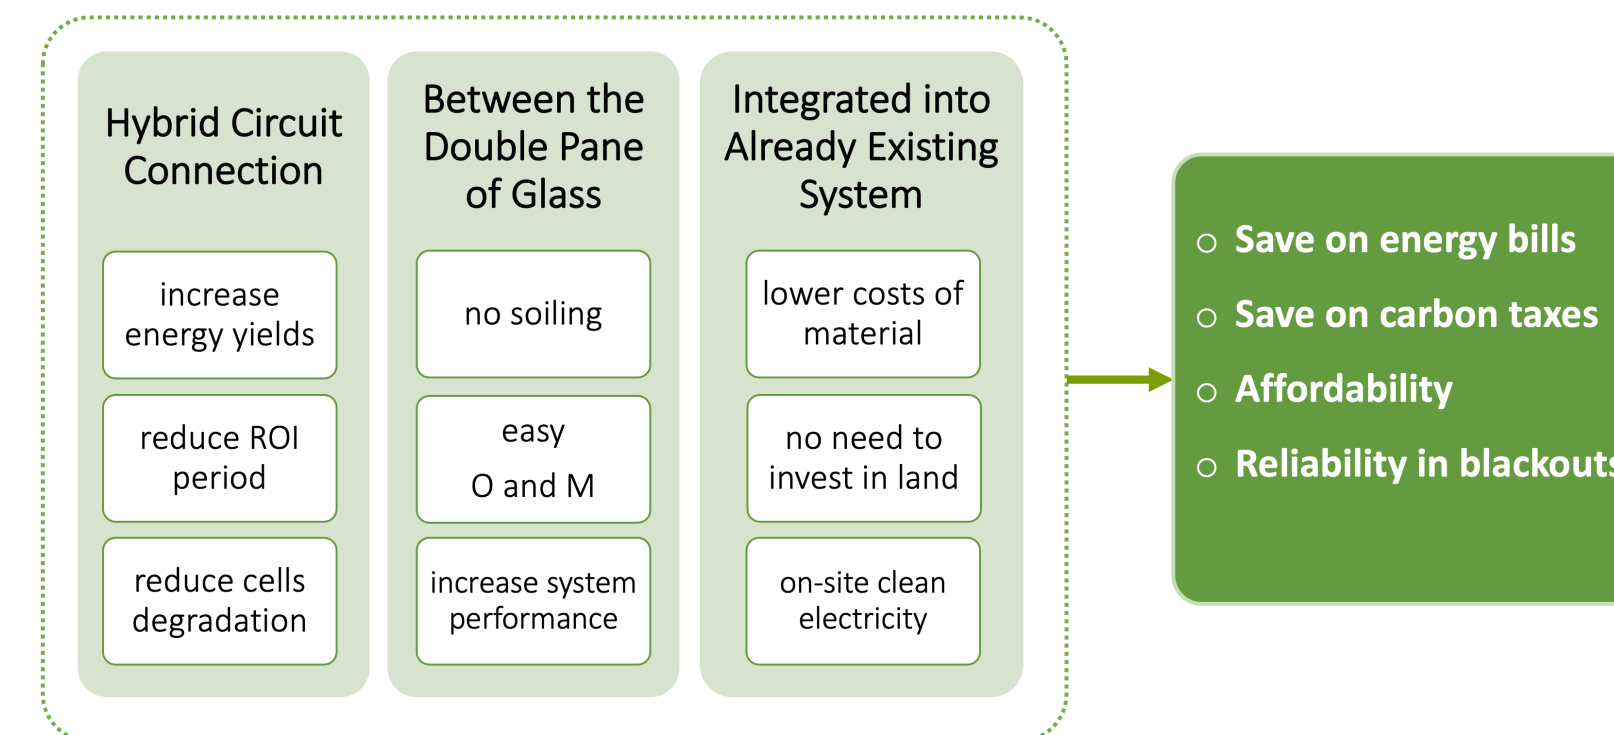 Hybrid Circuit
Connection
increase
energy yields
reduce ROI
period
reduce cells
degradation
Between the
Double Pane
of Glass
no soiling
easy
O and M
increase system
performance
Integrated into
Already Existing
System
lower costs of
material
no need to
invest in land
on-site clean
electricity
Save on energy bills
Save on carbon taxes
Affordability
Reliability in blackouts